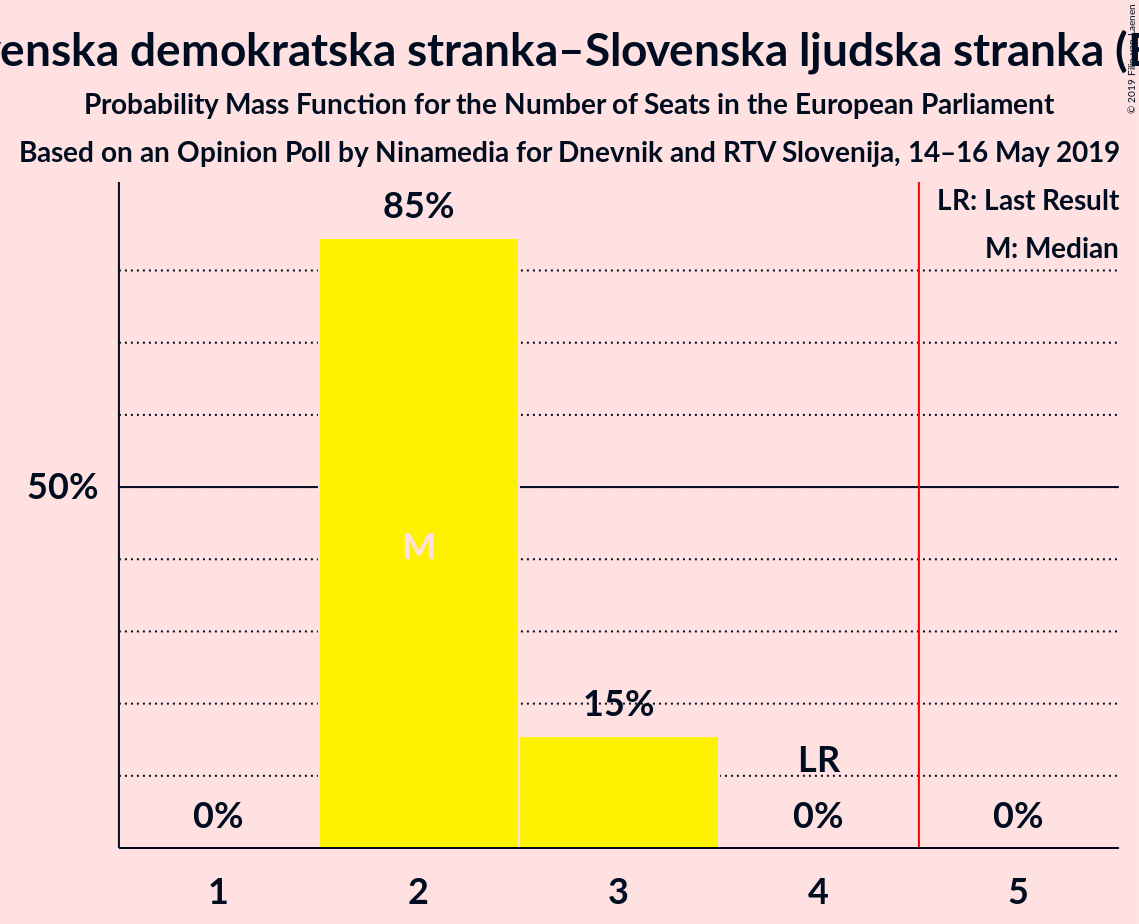 demokratska stranka–Slovenska ljudska stranka
Probability Mass Function for the Number of Seats in the European Parliament
Based on an Opinion Poll by Ninamedia for Dnevnik and RTV Slovenija, 14–16 May 2019
© 2019
LR: Last Result
M: Median
85%
50%
M
15%
LR
0%
0%
0%
1
2
3
4
5